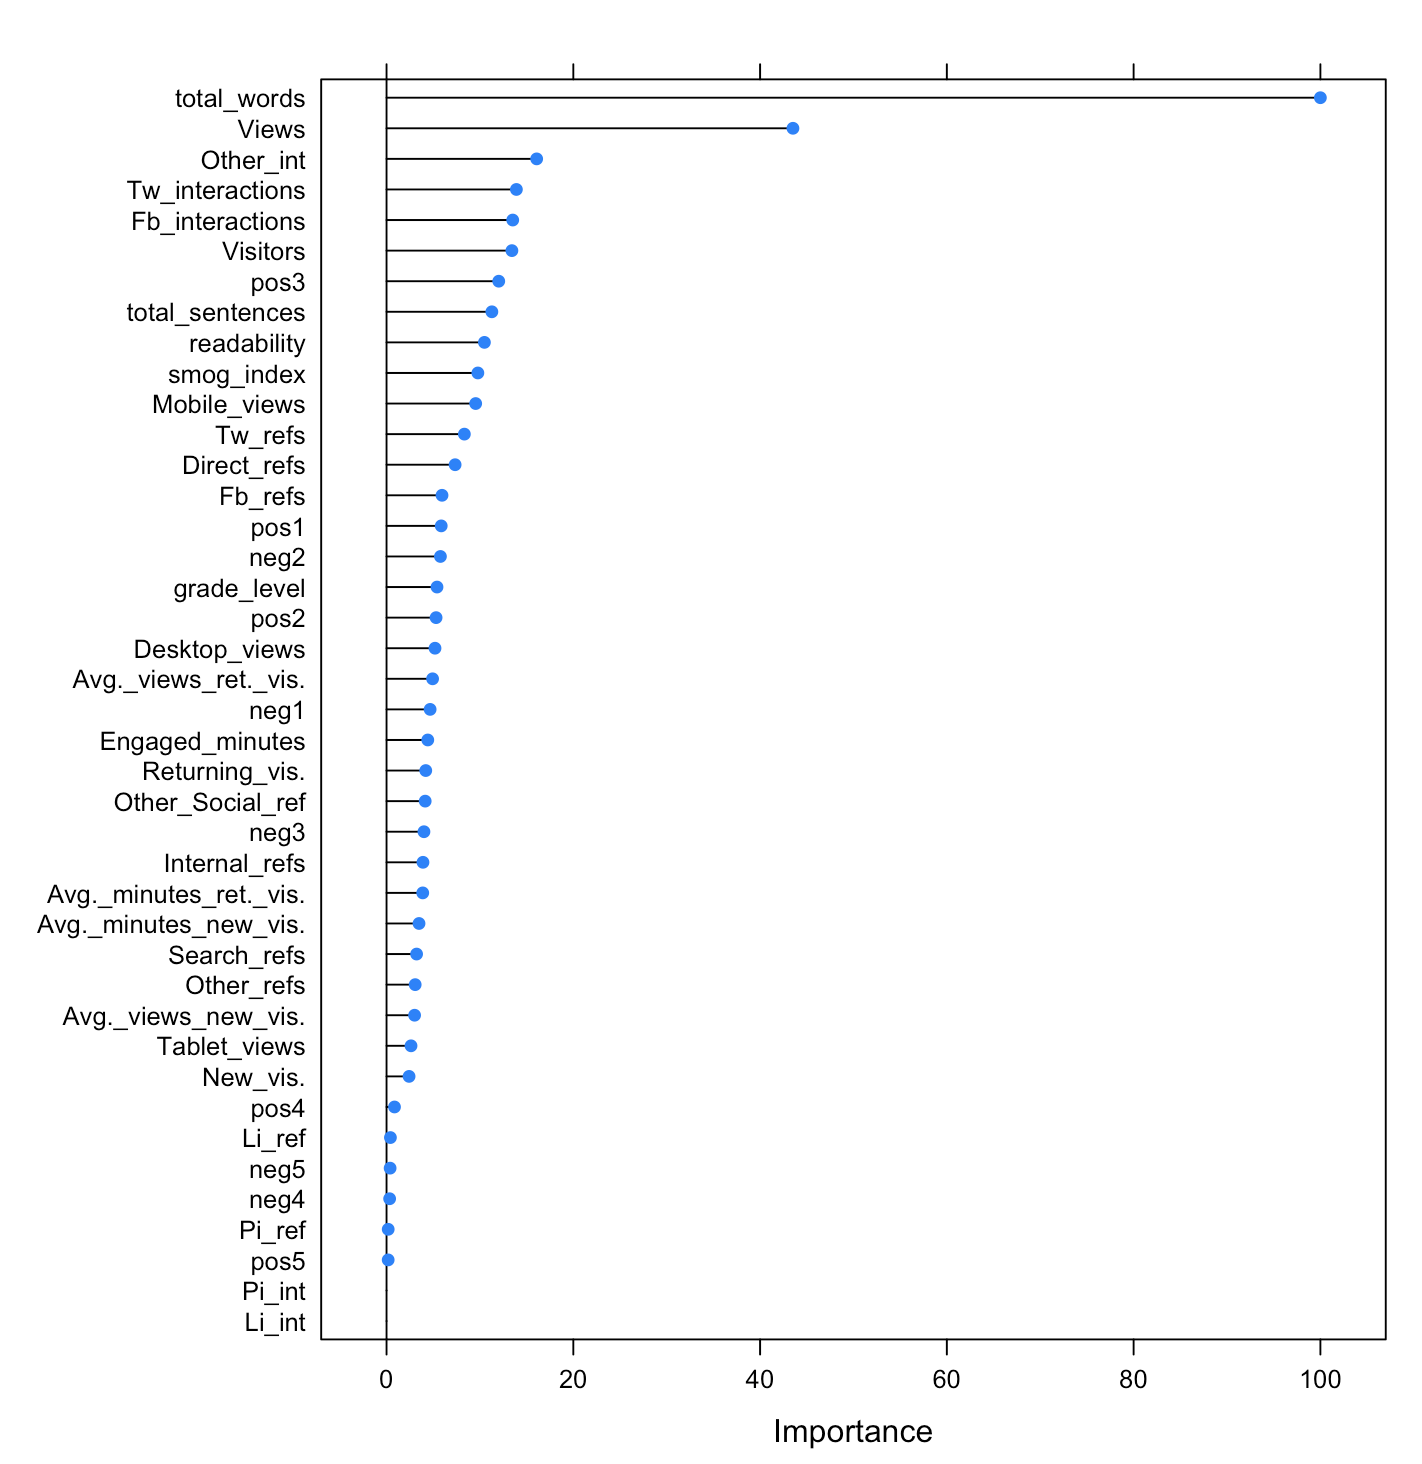 total_words
Views
Other_int
Tw_interactions
Fb_interactions
Visitors
pos3
total_sentences
readability
smog_index
Mobile_views
Tw_refs
Direct_refs
Fb_refs
pos1
neg2
grade_level
pos2
Desktop_views
Avg._views_ret._vis.
neg1
Engaged_minutes
Returning_vis.
Other_Social_ref
neg3
Internal_refs
Avg._minutes_ret._vis.
Avg._minutes_new_vis.
Search_refs
Other_refs
Avg._views_new_vis.
Tablet_views
New_vis.
pos4
Li_ref
neg5
neg4
Pi_ref
pos5
Pi_int
Li_int
0 20 40 60 80 100
Importance